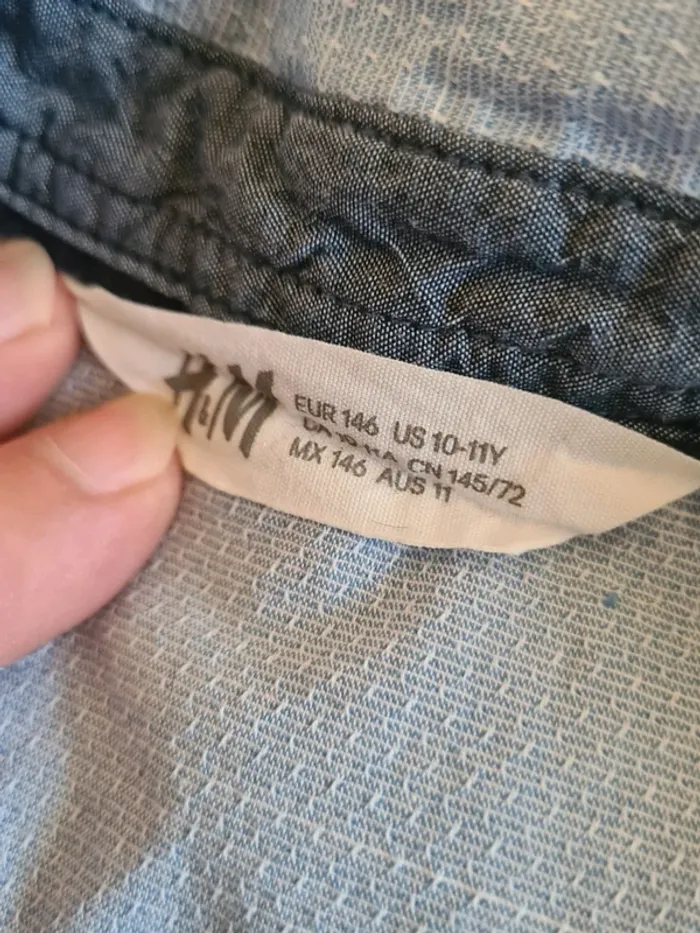 H&M
EUR 146 US 10-11Y
CN 145/72
MX 146 AUS 11